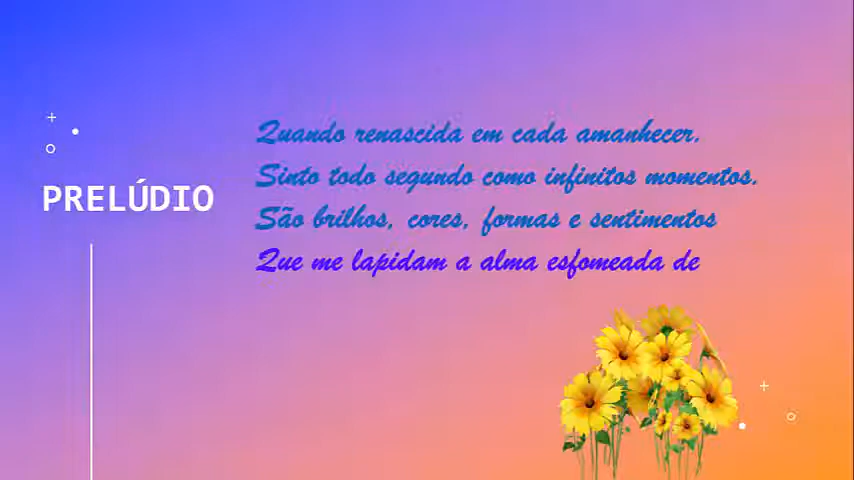 PRELÚDIO
Quando renascida em cada amanhecer.
Sinto todo segundo como infinitos momentos.
São brilhos, cores, formas e sentimentos
Que me lapidam a alma esfomeada de